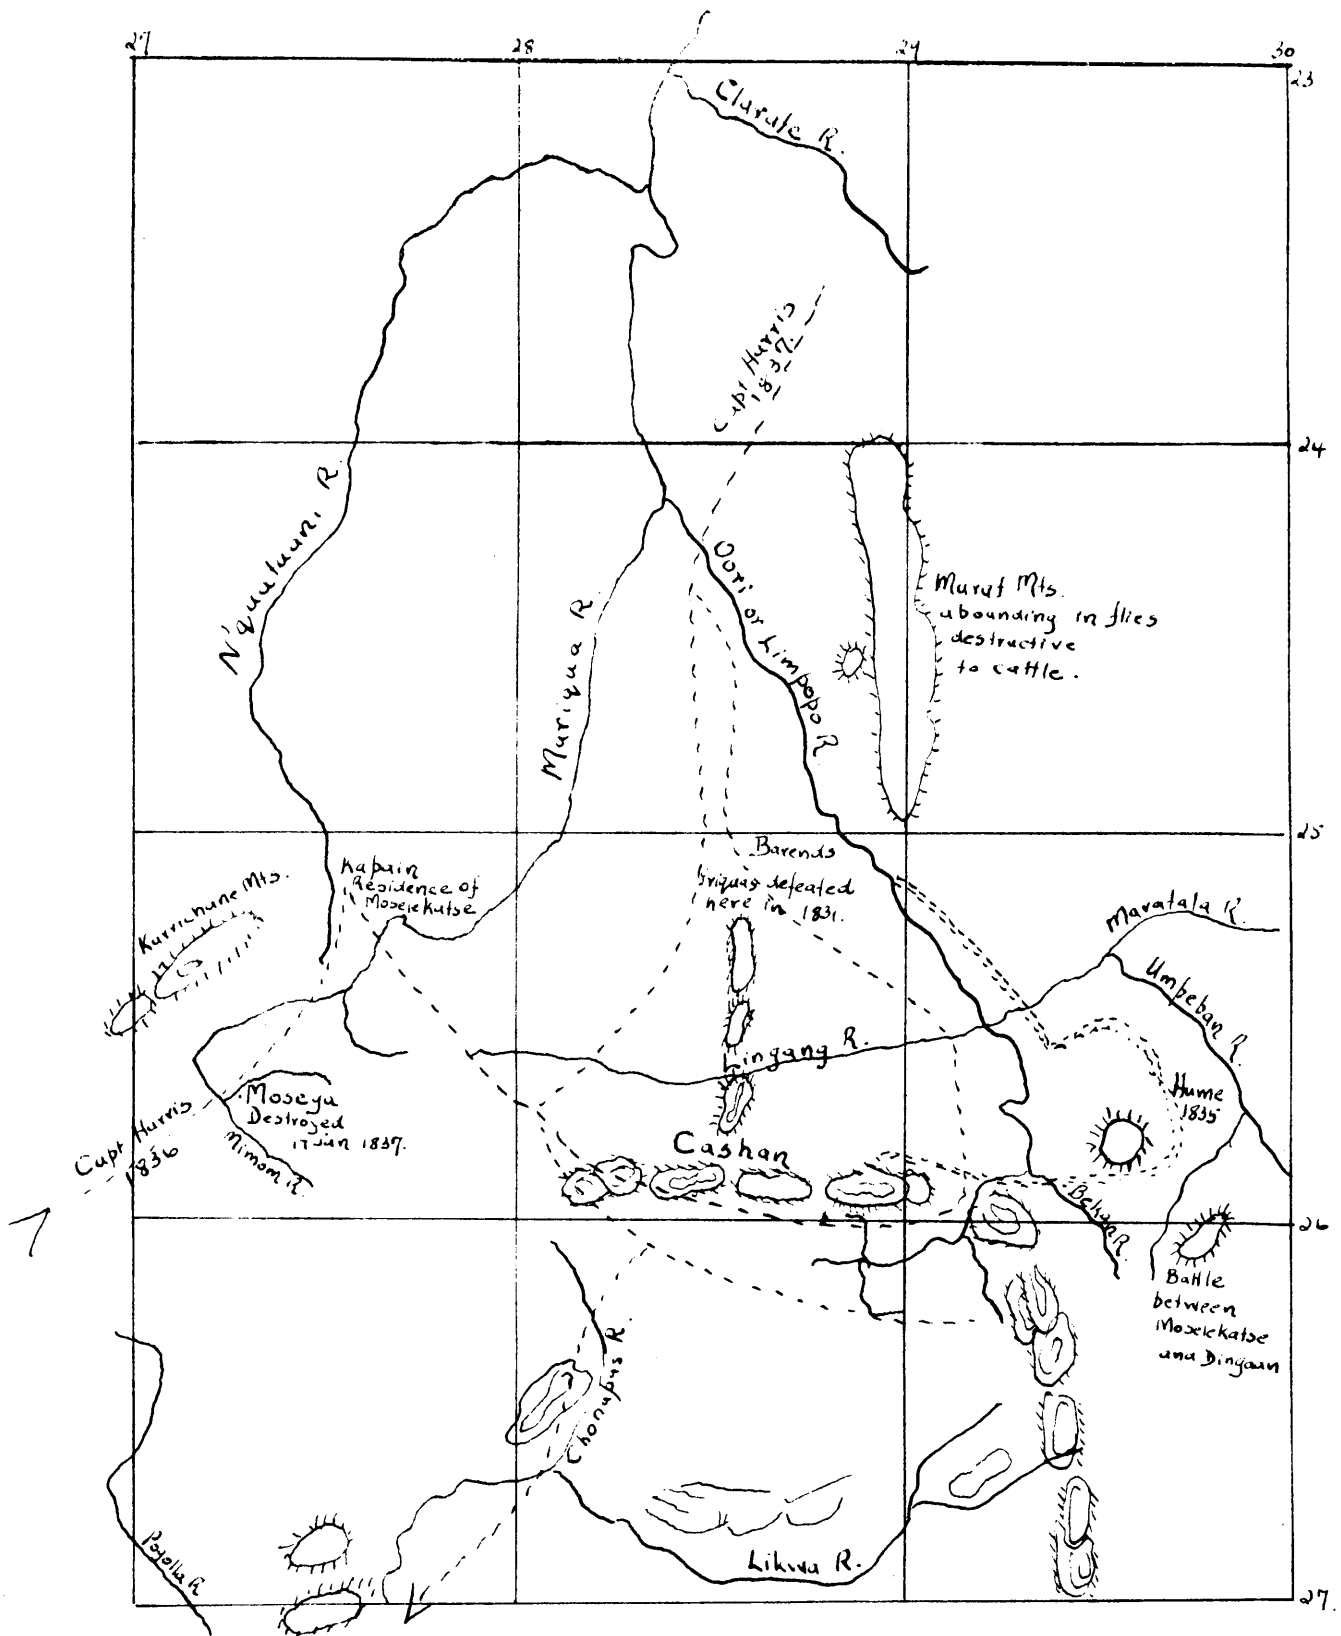 27
28
29
30
23
Clarute R.
Capt Harris
1837.
24
N'quutuani R.
Mariqua R.
Oori or Limpopo R
Murat Mts.
abounding in flies
destructive
to cattle.
25
Barends
Griquas defeated
here in 1831.
Kapain
Residence of
Moselekatse
Kurrichane Mts.
Maratala R.
Umpeban R.
Lingang R.
Hume
1835
Moseya
Destroyed
17 Jan 1837.
Capt Harris
1836
Mimom R.
Cashan
Bekan R.
26
Battle
between
Moselekatse
and Dingaan
Chonapas R.
Likwa R.
27.